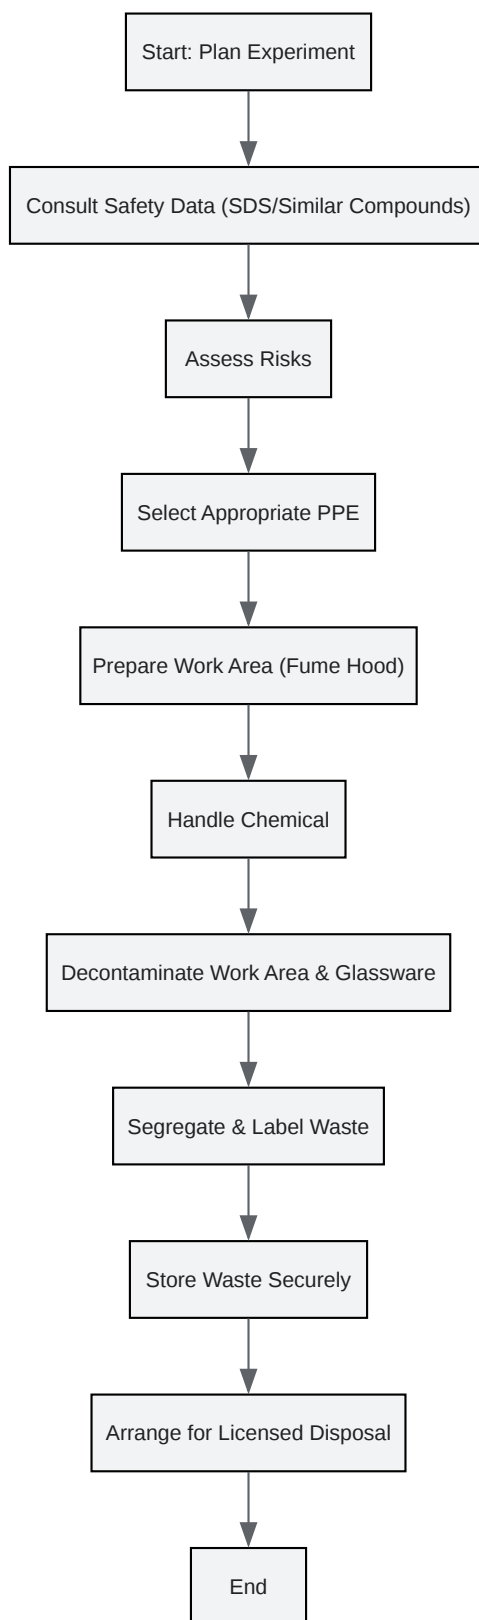 Start: Plan Experiment
Consult Safety Data (SDS/Similar Compounds)
Assess Risks
Select Appropriate PPE
Prepare Work Area (Fume Hood)
Handle Chemical
Decontaminate Work Area & Glassware
Segregate & Label Waste
Store Waste Securely
Arrange for Licensed Disposal
End